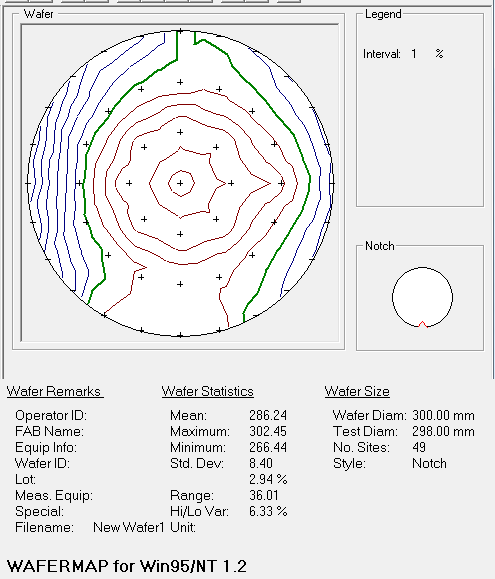 Wafer
Legend
Interval: 1 %
Notch
Wafer Remarks
Operator ID:
FAB Name:
Equip Info:
Wafer ID:
Lot:
Meas. Equip:
Special:
Filename: New Wafer1
Wafer Statistics
Mean: 286.24
Maximum: 302.45
Minimum: 266.44
Std. Dev: 8.40
2.94 %
Range: 36.01
Hi/Lo Var: 6.33 %
Unit:
Wafer Size
Wafer Diam: 300.00 mm
Test Diam: 298.00 mm
No. Sites: 49
Style: Notch
WAFERMAP for Win95/NT 1.2